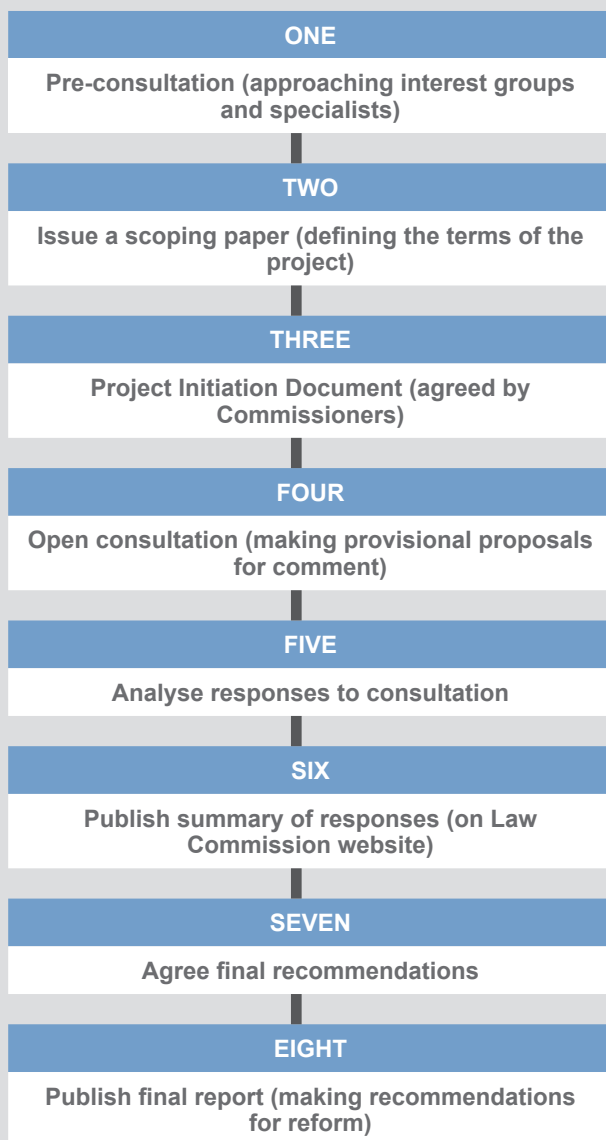 ONE
Pre-consultation (approaching interest groups
and specialists)
TWO
Issue a scoping paper (defining the terms of the
project)
THREE
Project Initiation Document (agreed by
Commissioners)
FOUR
Open consultation (making provisional proposals
for comment)
FIVE
Analyse responses to consultation
SIX
Publish summary of responses (on Law
Commission website)
SEVEN
Agree final recommendations
EIGHT
Publish final report (making recommendations
for reform)